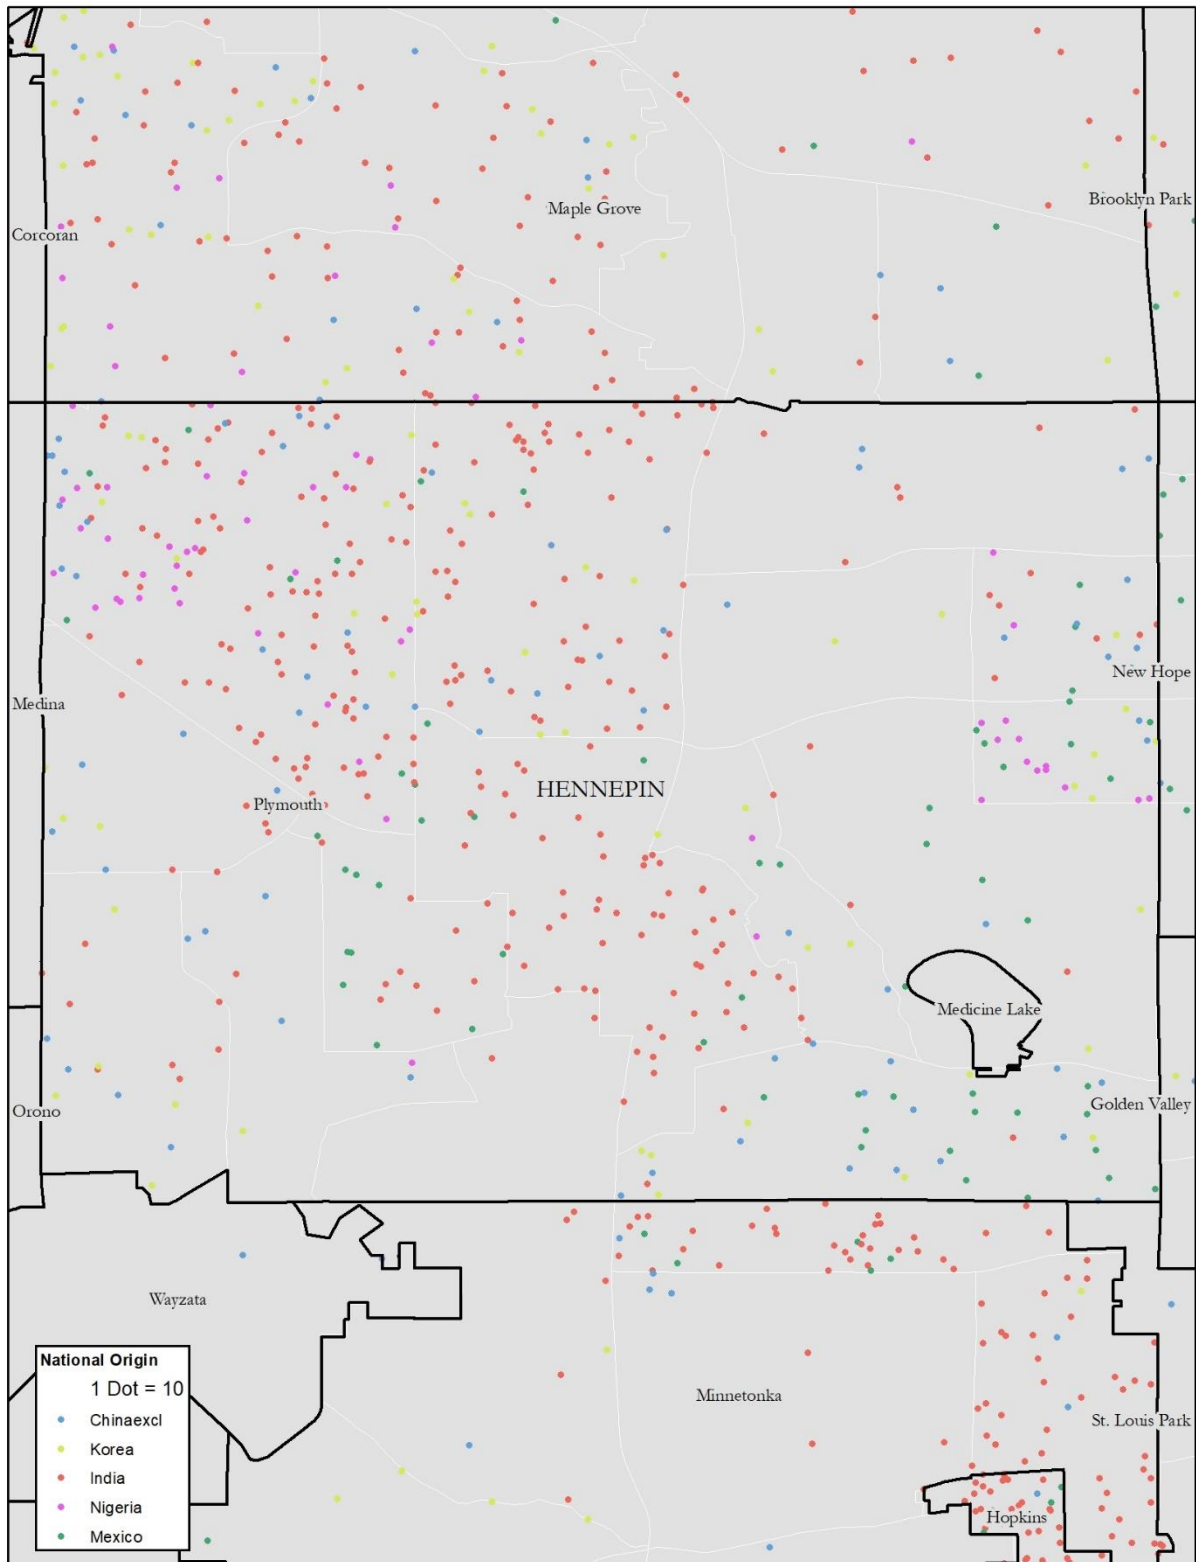 Maple Grove
Brooklyn Park
Corcoran
New Hope
Medina
HENNEPIN
Plymouth
Medicine Lake
Orono
Golden Valley
Wayzata
Minnetonka
St. Louis Park
Hopkins
National Origin
1 Dot = 10
Chinaexcl
Korea
India
Nigeria
Mexico